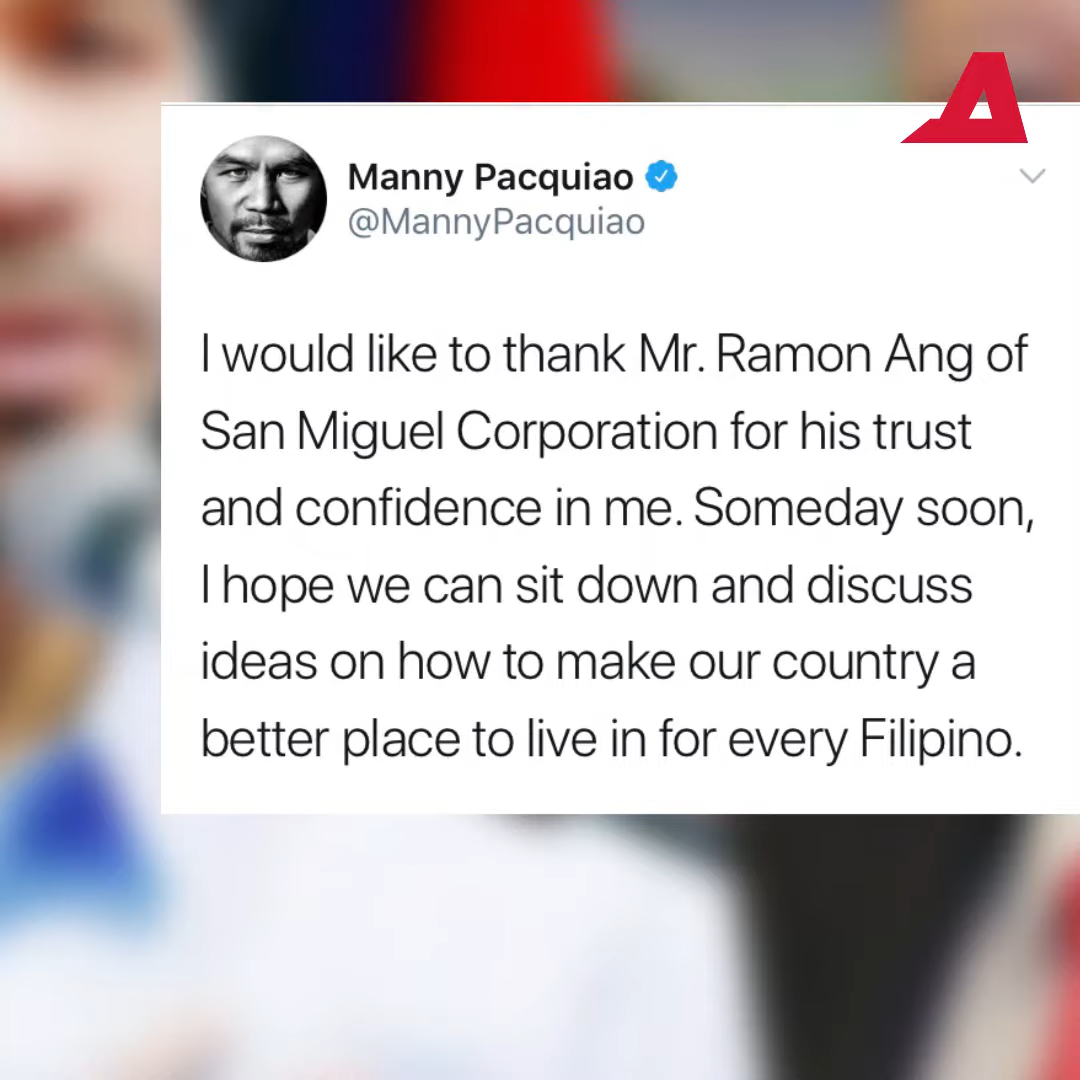 A
Manny Pacquiao
@MannyPacquiao
I would like to thank Mr. Ramon Ang of
San Miguel Corporation for his trust
and confidence in me. Someday soon,
I hope we can sit down and discuss
ideas on how to make our country a
better place to live in for every Filipino.